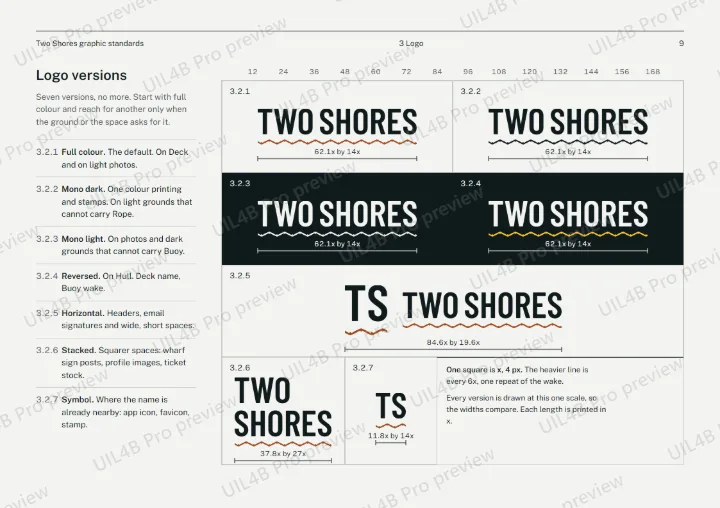 Two Shores graphic standards
3 Logo
9
Logo versions
Seven versions, no more. Start with full
colour and reach for another only when
the ground or the space asks for it.
3.2.1 Full colour. The default. On Deck
and on light photos.
3.2.2 Mono dark. One colour printing
and stamps. On light grounds that
cannot carry Rope.
3.2.3 Mono light. On photos and dark
grounds that cannot carry Buoy.
3.2.4 Reversed. On Hull. Deck name,
Buoy wake.
3.2.5 Horizontal. Headers, email
signatures and wide, short spaces.
3.2.6 Stacked. Squarer spaces: wharf
sign posts, profile images, ticket
stock.
3.2.7 Symbol. Where the name is
already nearby: app icon, favicon,
stamp.
12 24 36 48 60 72 84 96 108 120 132 144 156 168
3.2.1
TWO SHORES
62.1x by 14x
3.2.2
TWO SHORES
62.1x by 14x
3.2.3
TWO SHORES
62.1x by 14x
3.2.4
TWO SHORES
62.1x by 14x
3.2.5
TS TWO SHORES
84.6x by 19.6x
3.2.6
TWO
SHORES
37.8x by 27x
3.2.7
TS
11.8x by 14x
One square is x, 4 px. The heavier line is
every 6x, one repeat of the wake.
Every version is drawn at this one scale, so
the widths compare. Each length is printed in
x.
UIL4B Pro preview